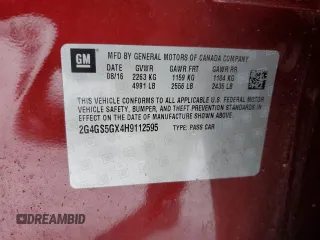 GM
MFD BY GENERAL MOTORS OF CANADA COMPANY
DATE GVWR GAWR FRT GAWR RR
08/16 2263 KG 1159 KG 1104 KG
4991 LB 2556 LB 2435 LB
THIS VEHICLE CONFORMS TO ALL APPLICABLE U.S. FEDERAL MOTOR
VEHICLE SAFETY, BUMPER, AND THEFT PREVENTION STANDARDS IN
EFFECT ON THE DATE OF MANUFACTURE SHOWN ABOVE.
2G4GS5GX4H9112595 TYPE: PASS CAR
DREAMBID